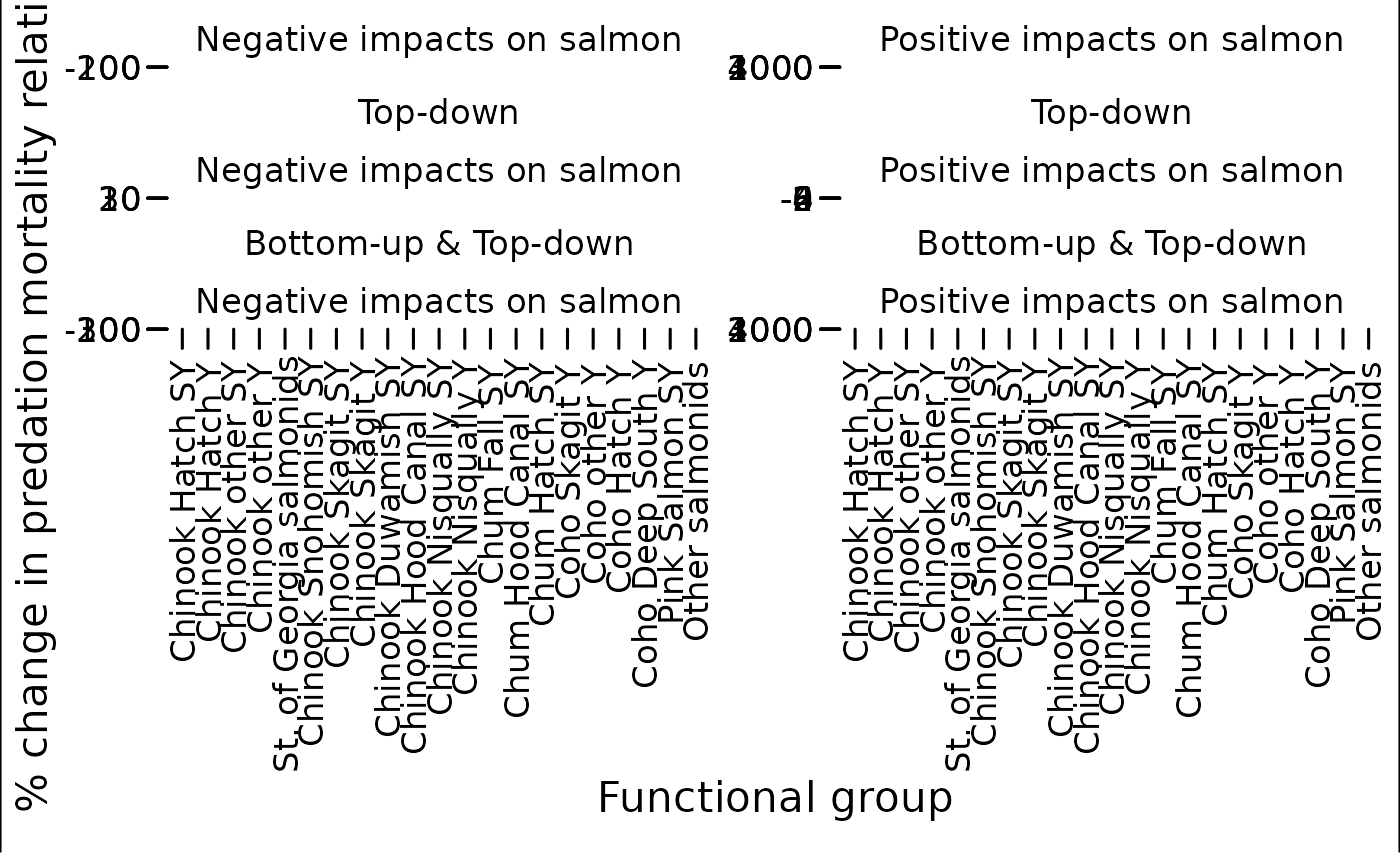 % change in predation mortality relati
Negative impacts on salmon
Positive impacts on salmon
Top-down
Top-down
Negative impacts on salmon
Positive impacts on salmon
Bottom-up & Top-down
Bottom-up & Top-down
Negative impacts on salmon
Positive impacts on salmon
Chinook Hatch SY
Chinook Hatch Y
Chinook other SY
Chinook other Y
St. of Georgia salmonids
Chinook Snohomish SY
Chinook Skagit SY
Chinook Skagit Y
Chinook Duwamish SY
Chinook Hood Canal SY
Chinook Nisqually SY
Chinook Nisqually Y
Chum Fall SY
Chum Hood Canal SY
Chum Hatch SY
Coho Skagit Y
Coho other Y
Coho Hatch Y
Coho Deep South Y
Pink Salmon SY
Other salmonids
Chinook Hatch SY
Chinook Hatch Y
Chinook other SY
Chinook other Y
St. of Georgia salmonids
Chinook Snohomish SY
Chinook Skagit SY
Chinook Skagit Y
Chinook Duwamish SY
Chinook Hood Canal SY
Chinook Nisqually SY
Chinook Nisqually Y
Chum Fall SY
Chum Hood Canal SY
Chum Hatch SY
Coho Skagit Y
Coho other Y
Coho Hatch Y
Coho Deep South Y
Pink Salmon SY
Other salmonids
Functional group